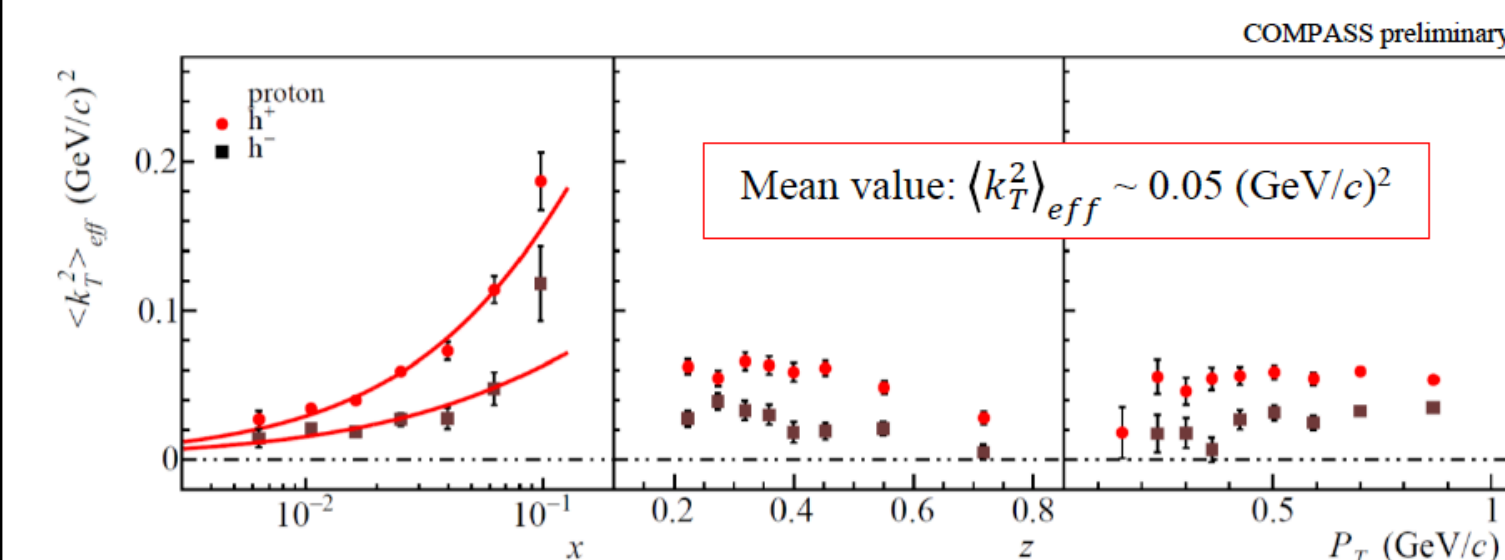 COMPASS preliminary
proton
h⁺
h⁻
<k_T^2>_eff (GeV/c)^2
0.2
0.1
0
Mean value: ⟨k_T^2⟩_eff ~ 0.05 (GeV/c)^2
10⁻² 10⁻¹ 0.2 0.4 0.6 0.8 0.5 1
x z P_T (GeV/c)